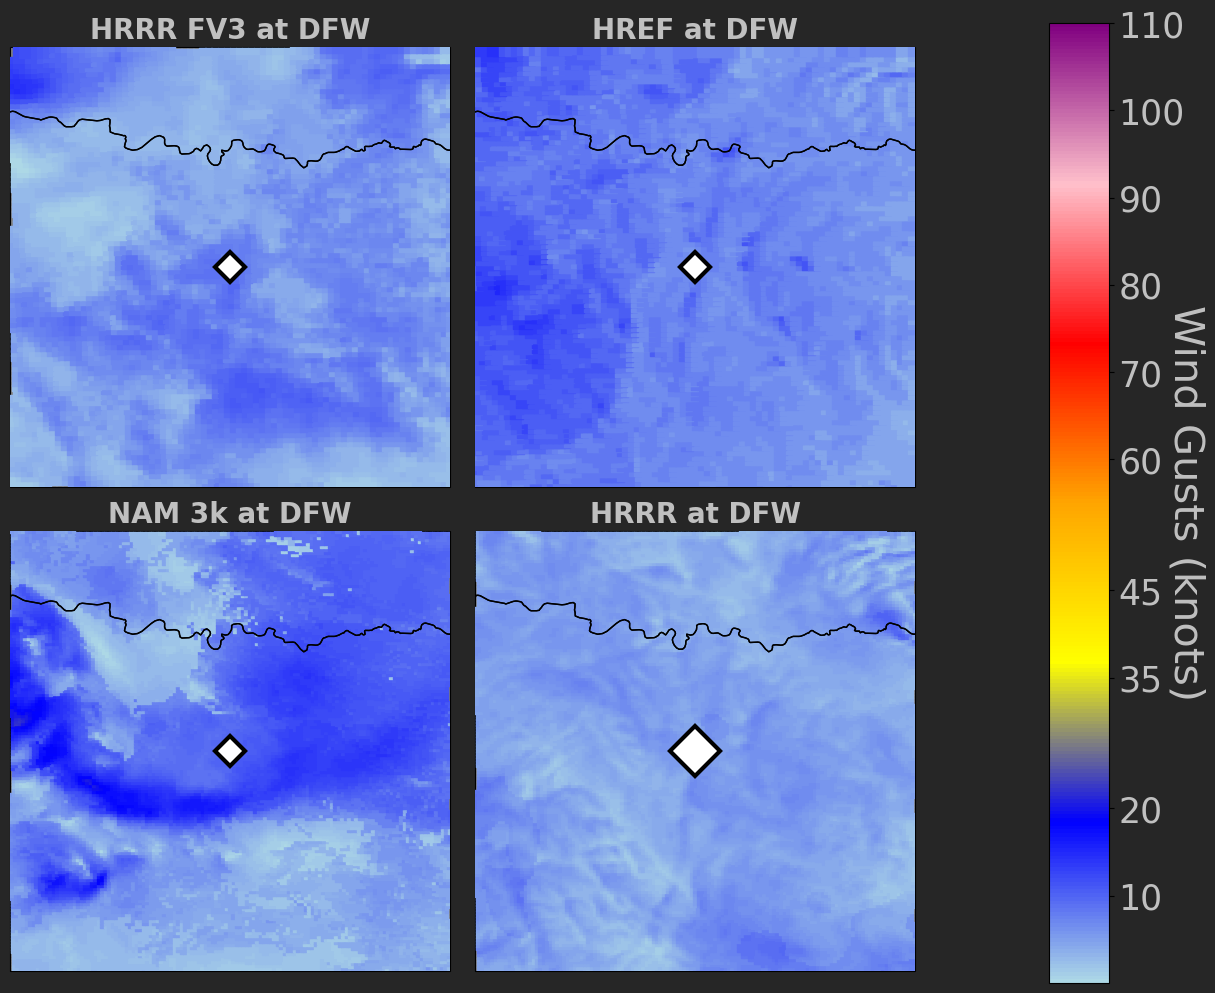 HRRR FV3 at DFW
HREF at DFW
NAM 3k at DFW
HRRR at DFW
110
100
90
80
70
60
45
35
20
10
Wind Gusts (knots)